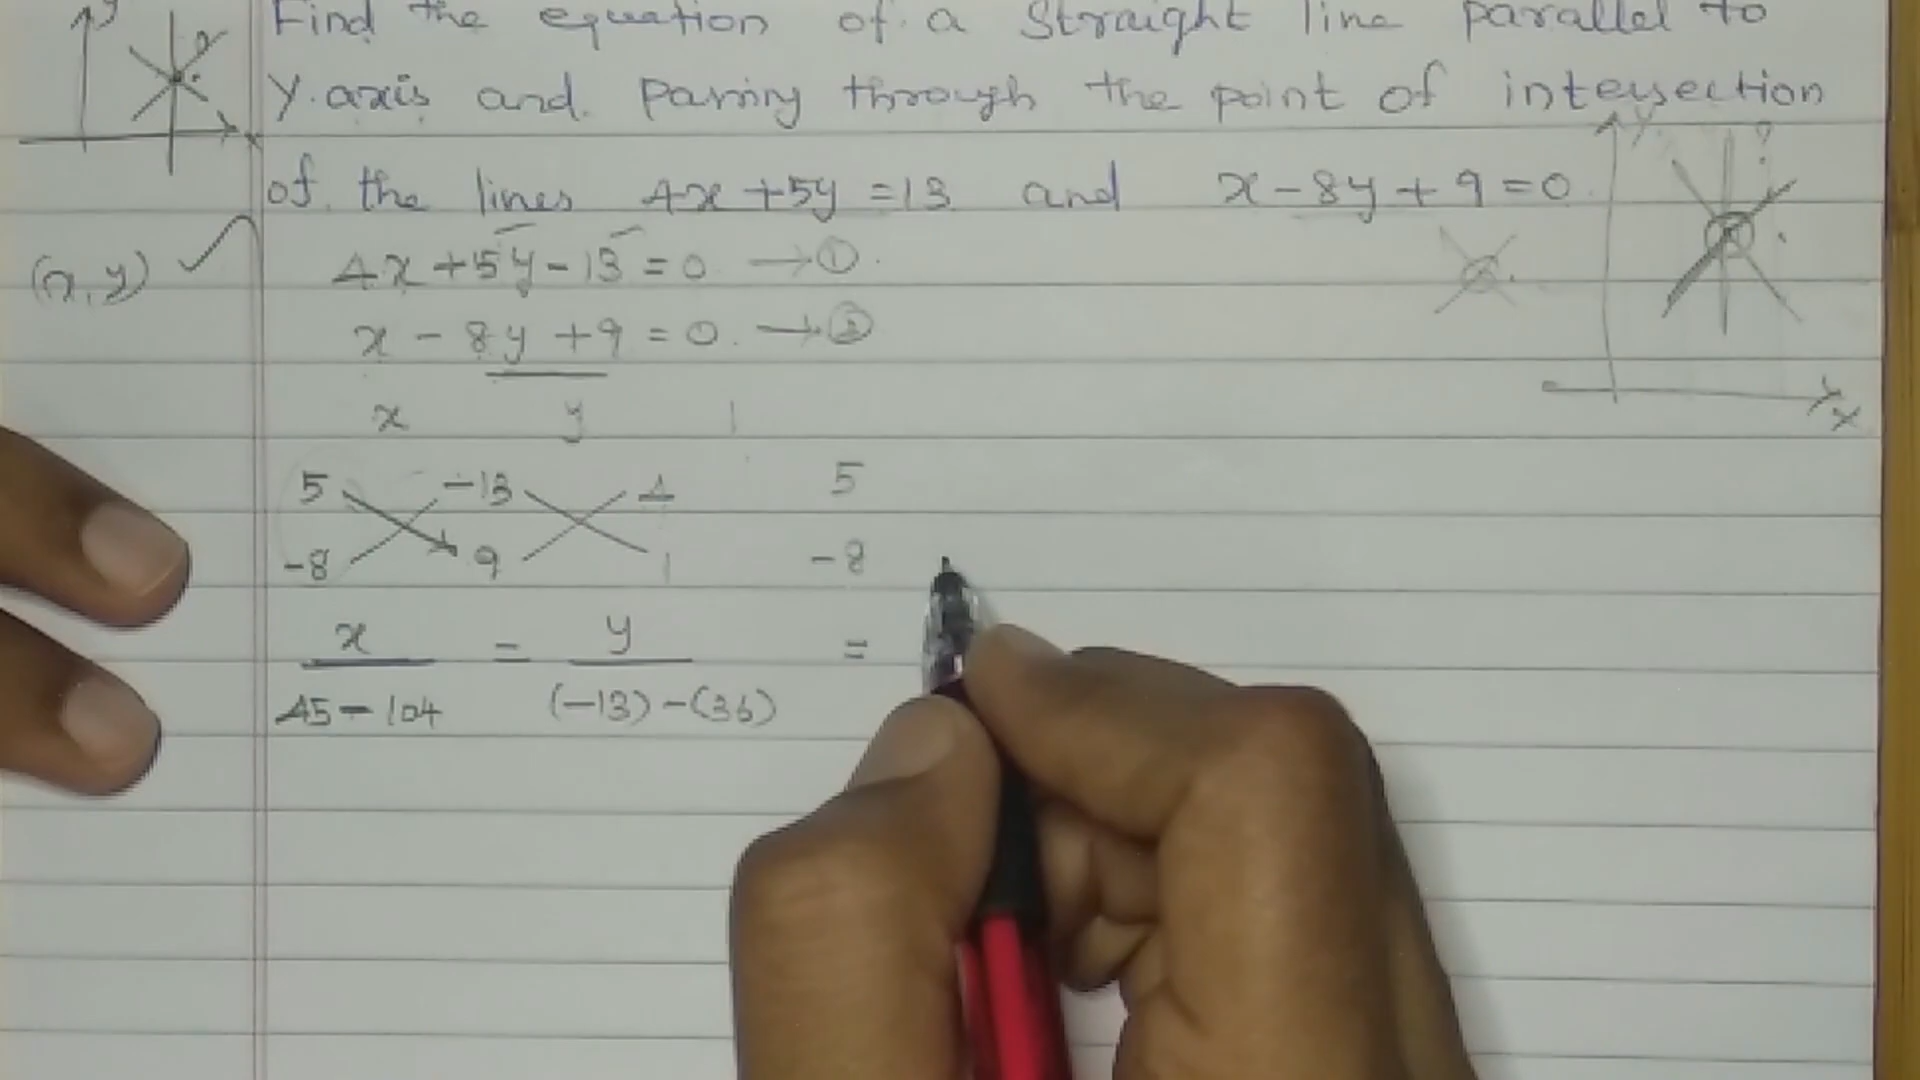 Find the equation of a straight line parallel to
Y.axis and passing through the point of intersection
of the lines 4x + 5y = 13 and x - 8y + 9 = 0.
(x, y)
4x + 5y - 13 = 0 → ①.
x - 8y + 9 = 0. → ②
x y 1
5 -13 4 5
-8 9 1 -8
x = y =
45 - 104 (-13) - (36)
y
x